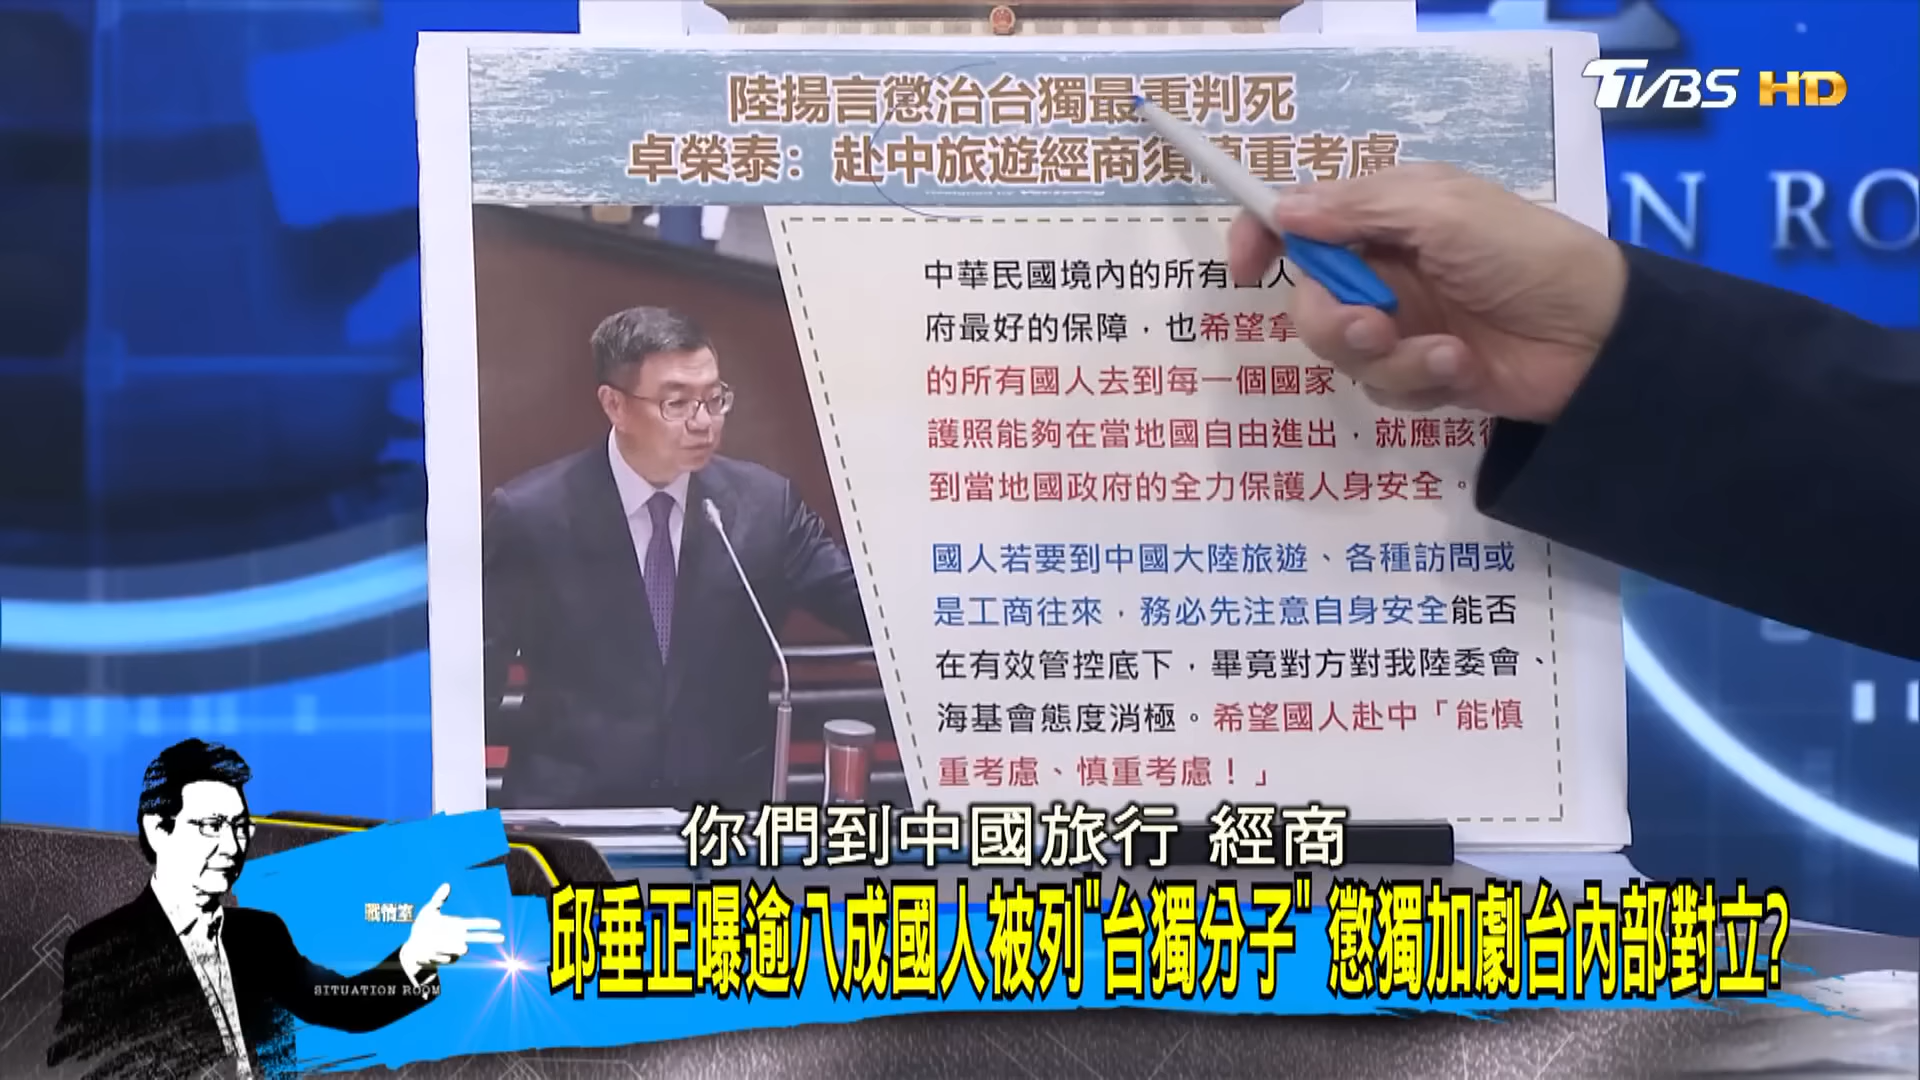 TVBS HD
陸揚言懲治台獨最重判死
卓榮泰：赴中旅遊經商須慎重考慮
ON RO
中華民國境內的所有國人
府最好的保障，也希望拿
的所有國人去到每一個國家，
護照能夠在當地國自由進出，就應該得
到當地國政府的全力保護人身安全。
國人若要到中國大陸旅遊、各種訪問或
是工商往來，務必先注意自身安全能否
在有效管控底下，畢竟對方對我陸委會、
海基會態度消極。希望國人赴中「能慎
重考慮、慎重考慮！」
你們到中國旅行 經商
戰情室
SITUATION ROOM
邱垂正曝逾八成國人被列"台獨分子" 懲獨加劇台內部對立?